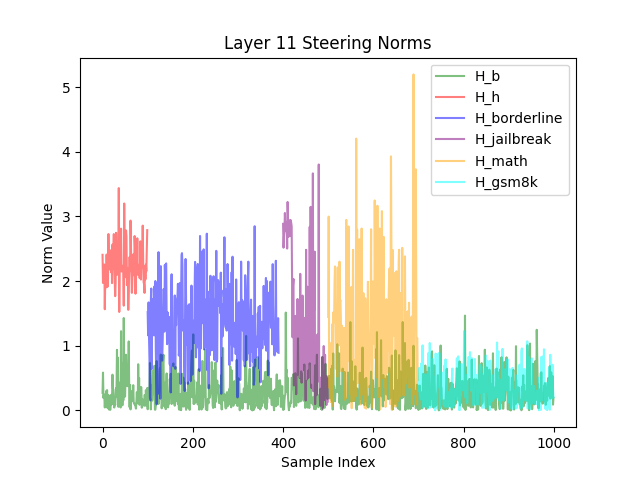 Layer 11 Steering Norms
Norm Value
5
4
3
2
1
0
H_b
H_h
H_borderline
H_jailbreak
H_math
H_gsm8k
0
200
400
600
800
1000
Sample Index